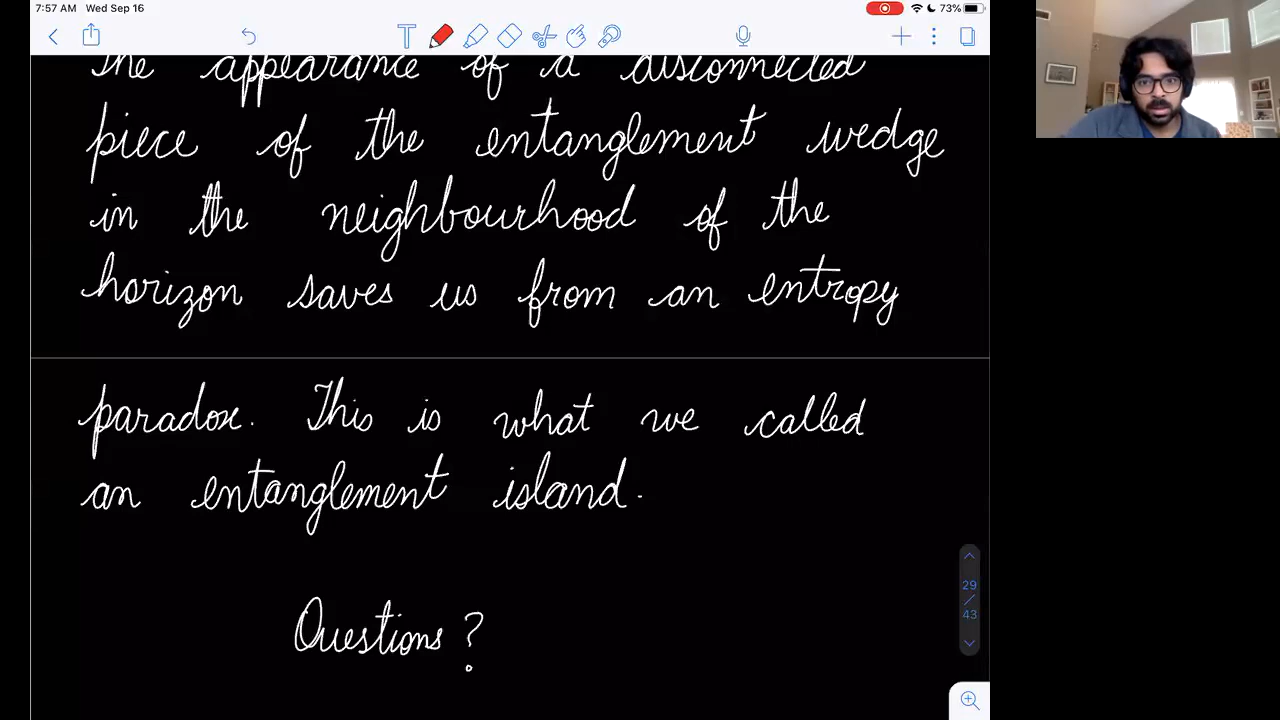 7:57 AM Wed Sep 16 73%
the appearance of a disconnected
piece of the entanglement wedge
in the neighbourhood of the
horizon saves us from an entropy
paradox. This is what we called
an entanglement island.
29
/
43
Questions ?